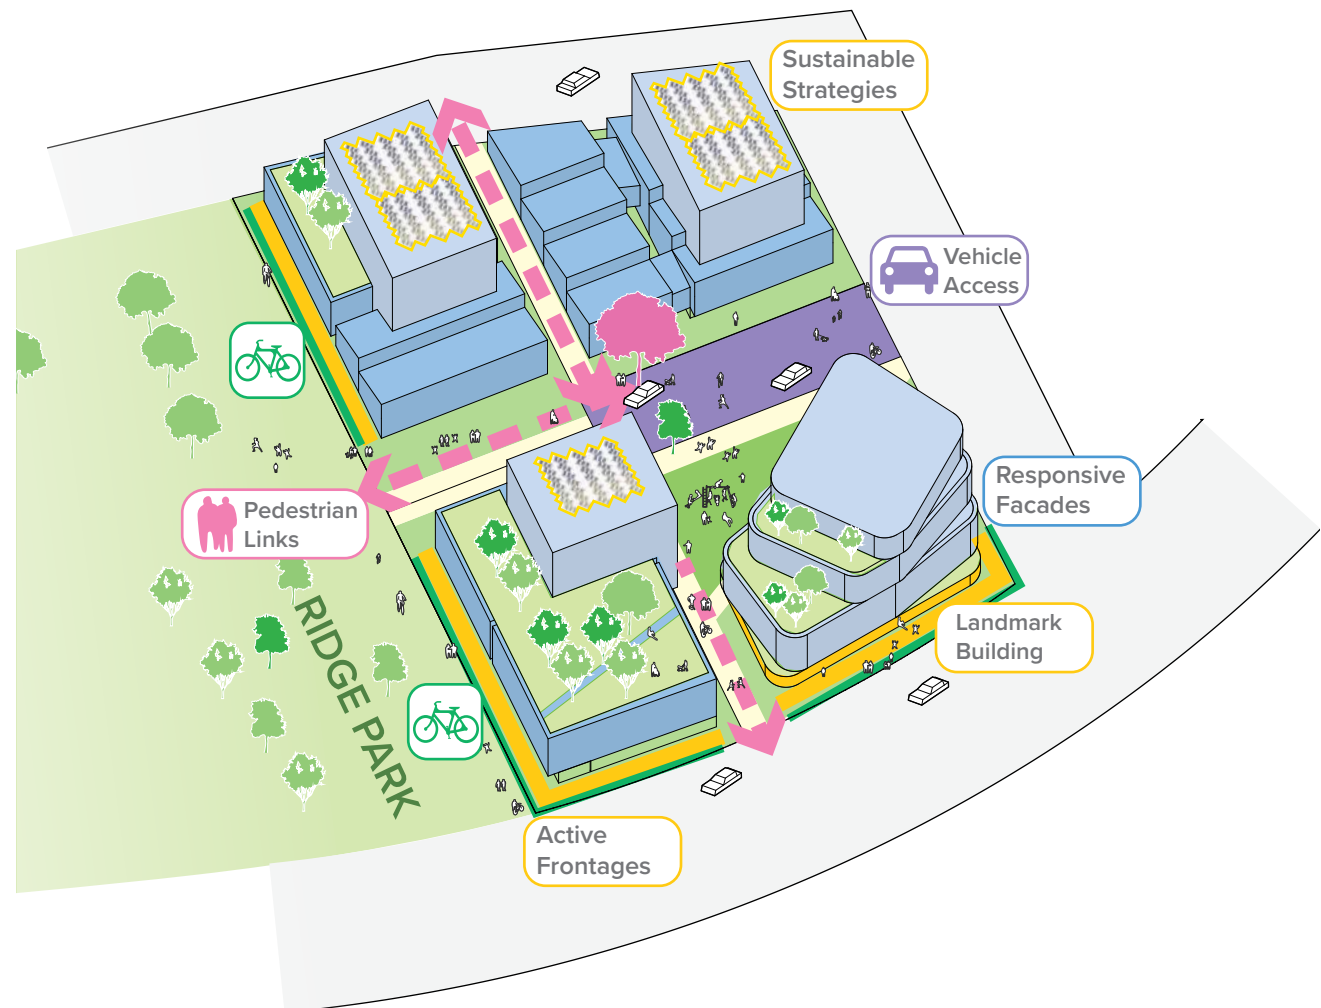 Sustainable
Strategies
Vehicle
Access
Pedestrian
Links
Responsive
Facades
RIDGE PARK
Landmark
Building
Active
Frontages